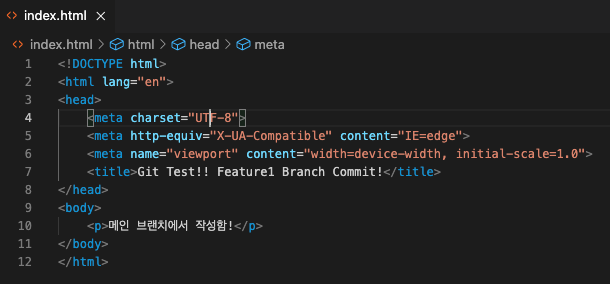 index.html
index.html > html > head > meta
1 <!DOCTYPE html>
2 <html lang="en">
3 <head>
4 <meta charset="UTF-8">
5 <meta http-equiv="X-UA-Compatible" content="IE=edge">
6 <meta name="viewport" content="width=device-width, initial-scale=1.0">
7 <title>Git Test!! Feature1 Branch Commit!</title>
8 </head>
9 <body>
10 <p>메인 브랜치에서 작성함!</p>
11 </body>
12 </html>